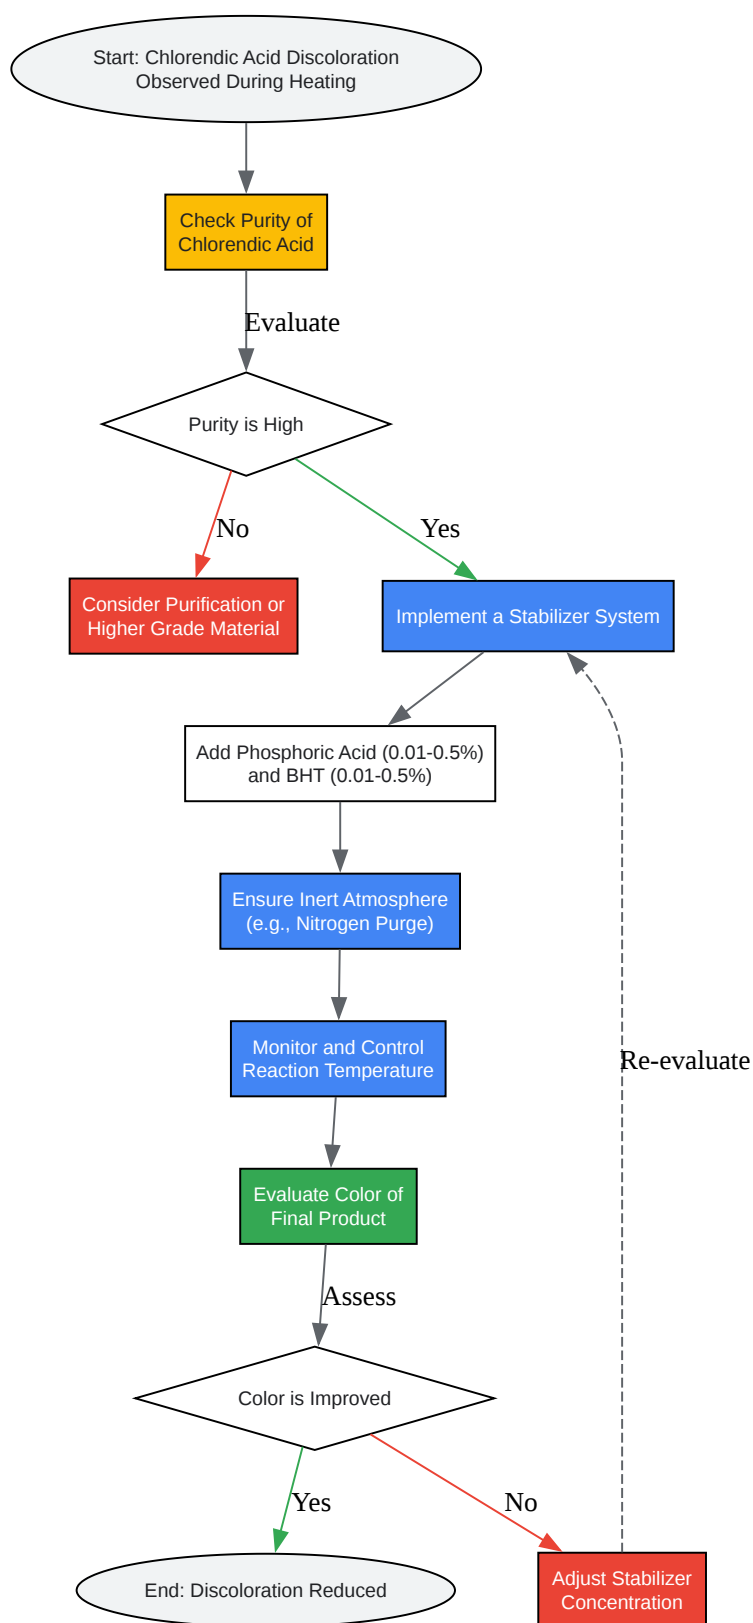 Start: Chlorendic Acid Discoloration
Observed During Heating
Check Purity of
Chlorendic Acid
Evaluate
Purity is High
No
Yes
Consider Purification or
Higher Grade Material
Implement a Stabilizer System
Add Phosphoric Acid (0.01-0.5%)
and BHT (0.01-0.5%)
Ensure Inert Atmosphere
(e.g., Nitrogen Purge)
Monitor and Control
Reaction Temperature
Re-evaluate
Evaluate Color of
Final Product
Assess
Color is Improved
Yes
No
End: Discoloration Reduced
Adjust Stabilizer
Concentration